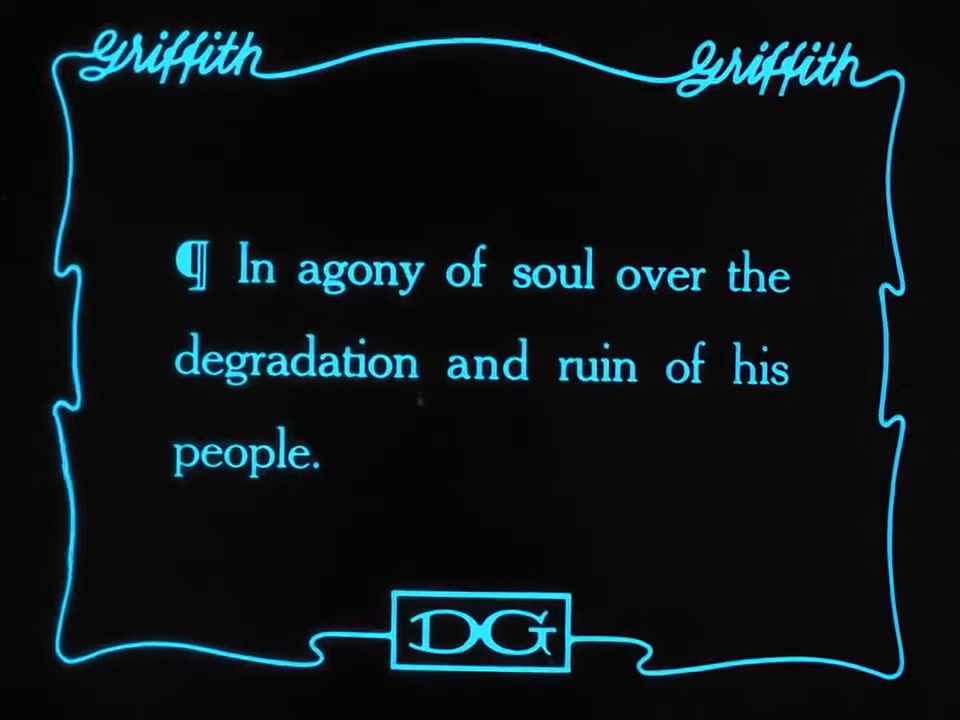 Griffith Griffith
¶ In agony of soul over the
degradation and ruin of his
people.
DG